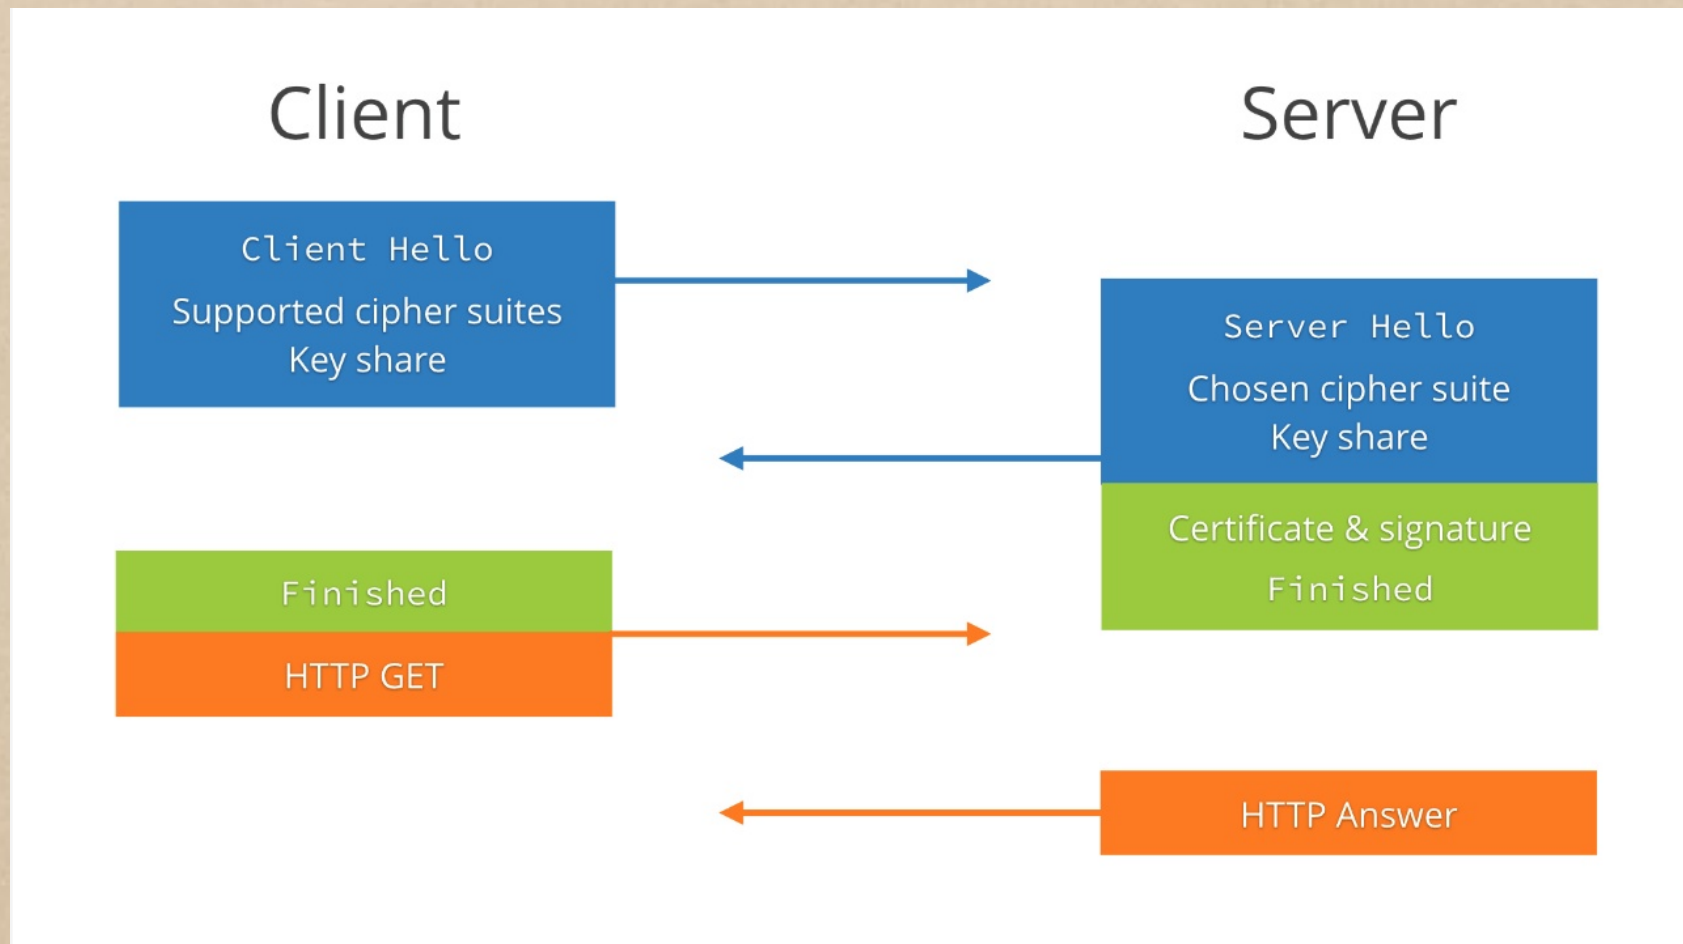 Client
Server
Client Hello
Supported cipher suites
Key share
Server Hello
Chosen cipher suite
Key share
Certificate & signature
Finished
Finished
HTTP GET
HTTP Answer